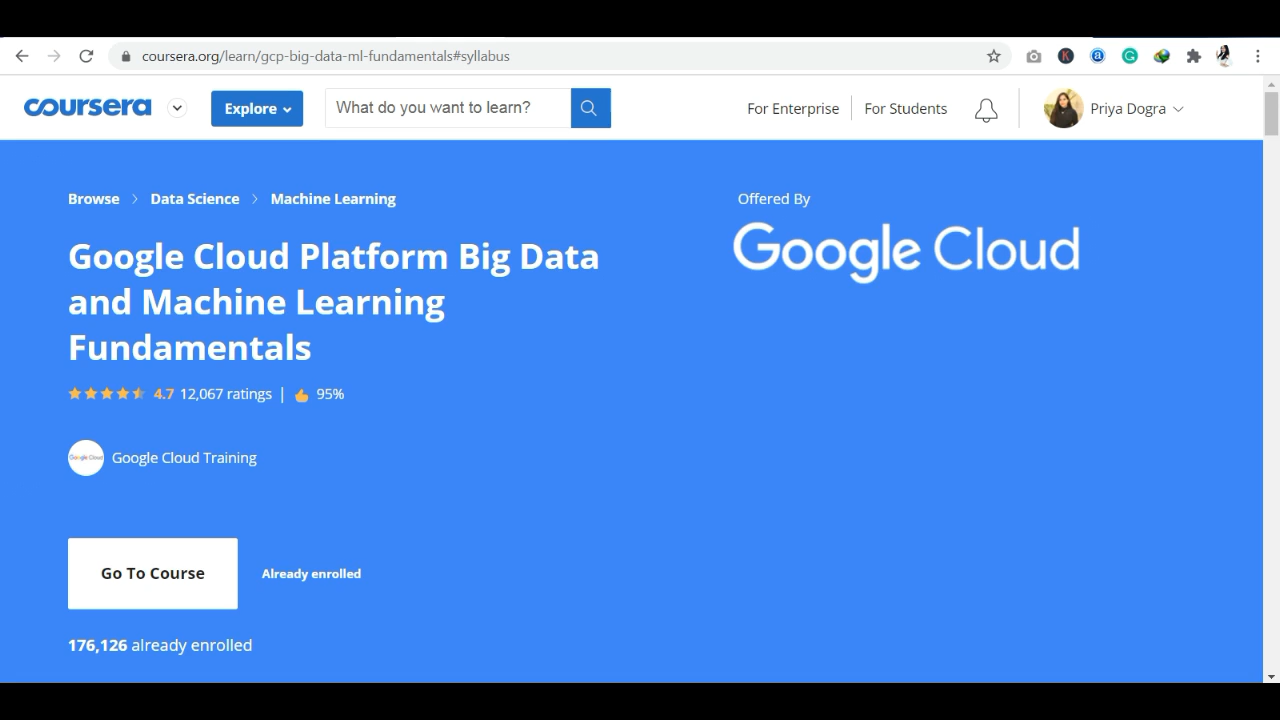 coursera.org/learn/gcp-big-data-ml-fundamentals#syllabus
coursera
Explore
What do you want to learn?
For Enterprise
For Students
Priya Dogra
Browse > Data Science > Machine Learning
Offered By
Google Cloud
Google Cloud Platform Big Data
and Machine Learning
Fundamentals
4.7 12,067 ratings | 95%
Google Cloud
Google Cloud Training
Go To Course
Already enrolled
176,126 already enrolled